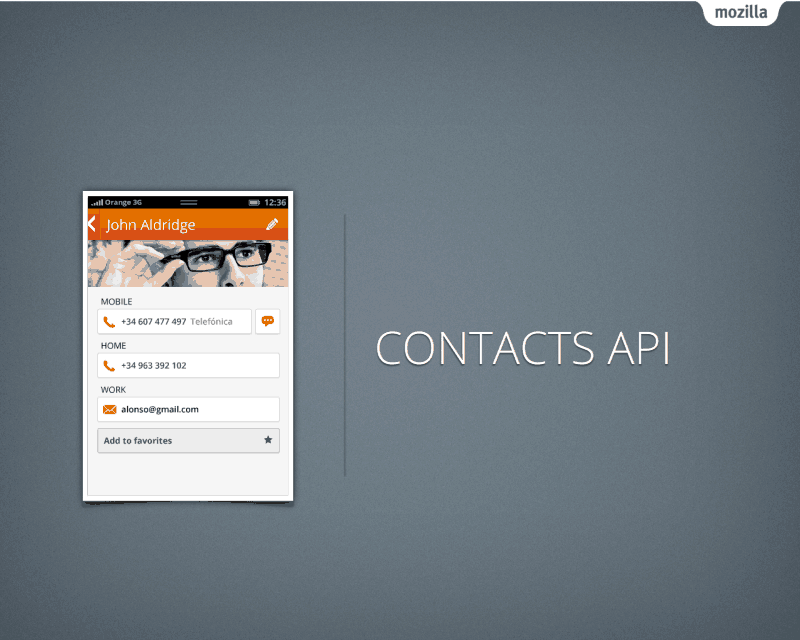 mozilla
Orange 3G 12:36
John Aldridge
MOBILE
+34 607 477 497 Telefónica
HOME
+34 963 392 102
WORK
alonso@gmail.com
Add to favorites
CONTACTS API